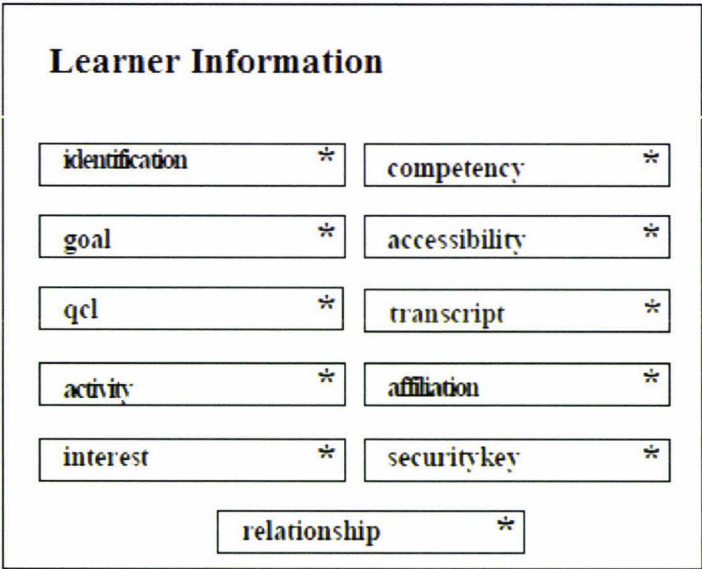 Learner Information
identification *
competency *
goal *
accessibility *
qcl *
transcript *
activity *
affiliation *
interest *
securitykey *
relationship *